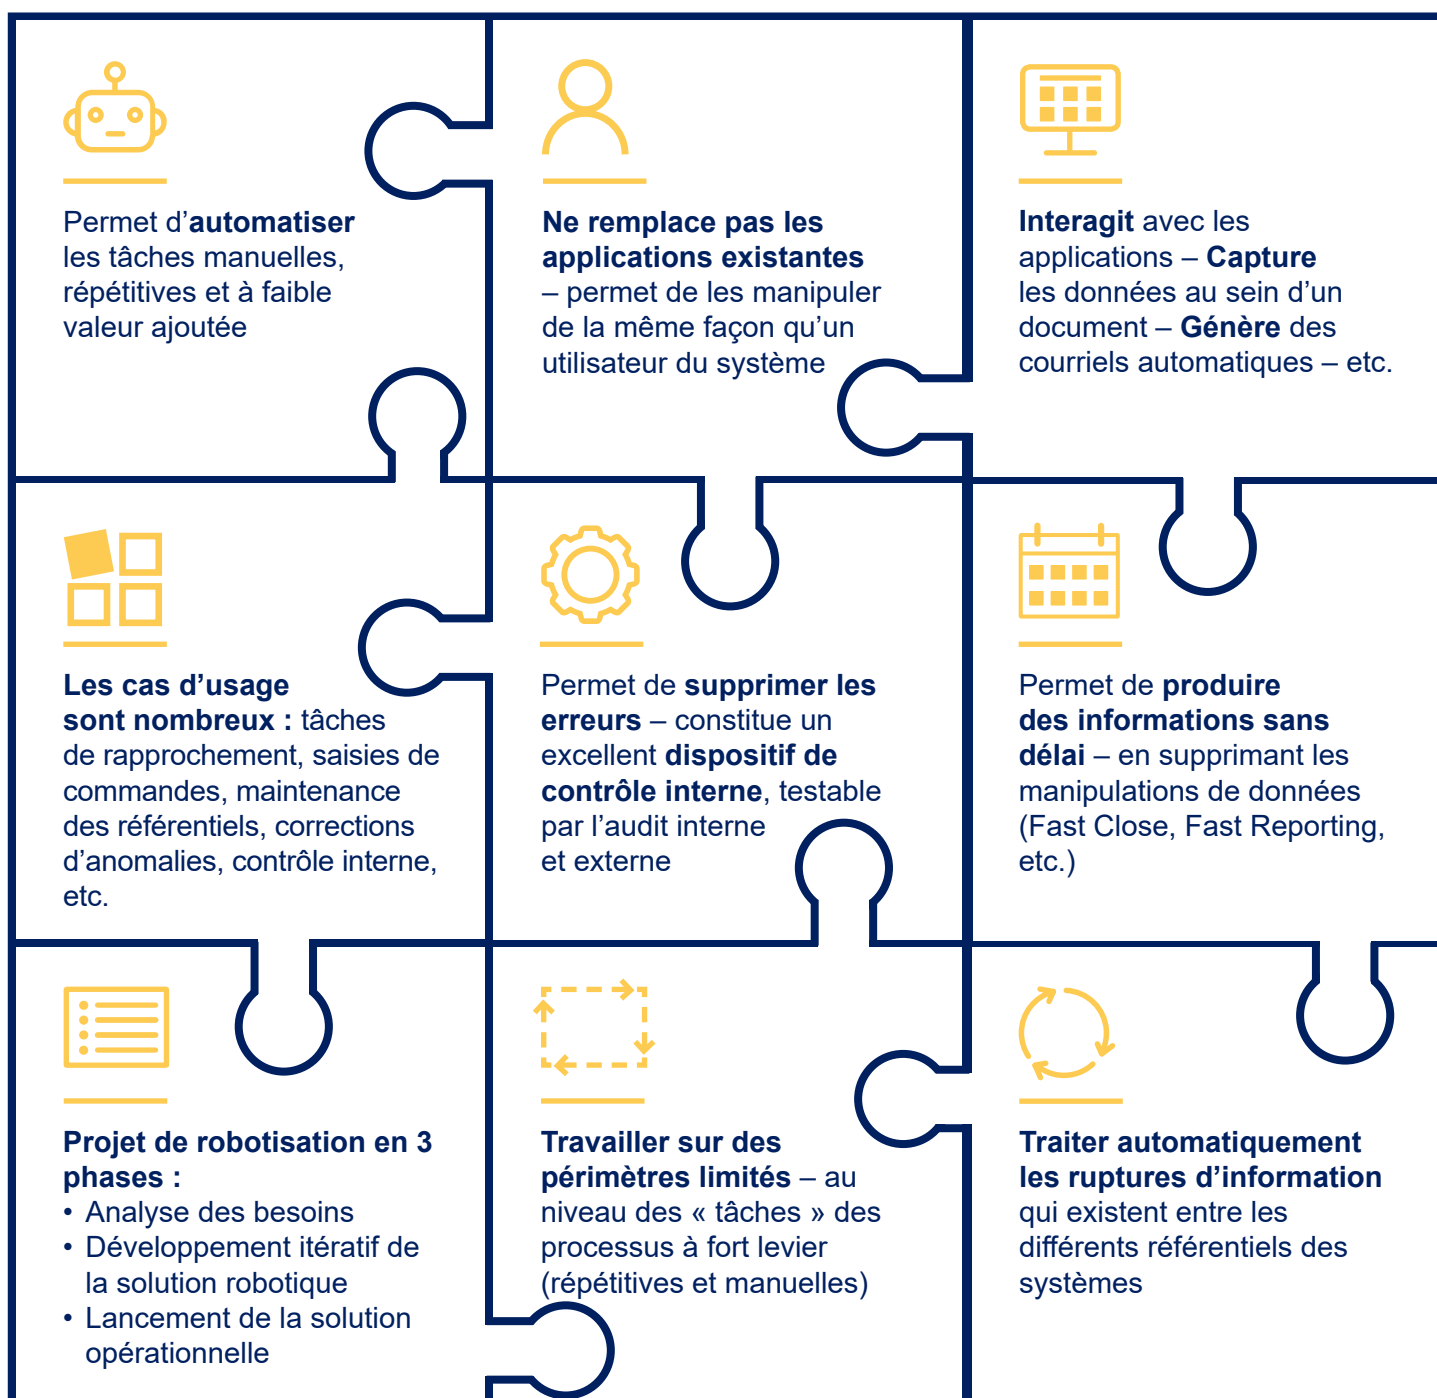 Permet d’automatiser
les tâches manuelles,
répétitives et à faible
valeur ajoutée
Ne remplace pas les
applications existantes
– permet de les manipuler
de la même façon qu’un
utilisateur du système
Interagit avec les
applications – Capture
les données au sein d’un
document – Génère des
courriels automatiques – etc.
Les cas d’usage
sont nombreux : tâches
de rapprochement, saisies de
commandes, maintenance
des référentiels, corrections
d’anomalies, contrôle interne,
etc.
Permet de supprimer les
erreurs – constitue un
excellent dispositif de
contrôle interne, testable
par l’audit interne
et externe
Permet de produire
des informations sans
délai – en supprimant les
manipulations de données
(Fast Close, Fast Reporting,
etc.)
Projet de robotisation en 3
phases :
• Analyse des besoins
• Développement itératif de
la solution robotique
• Lancement de la solution
opérationnelle
Travailler sur des
périmètres limités – au
niveau des « tâches » des
processus à fort levier
(répétitives et manuelles)
Traiter automatiquement
les ruptures d’information
qui existent entre les
différents référentiels des
systèmes